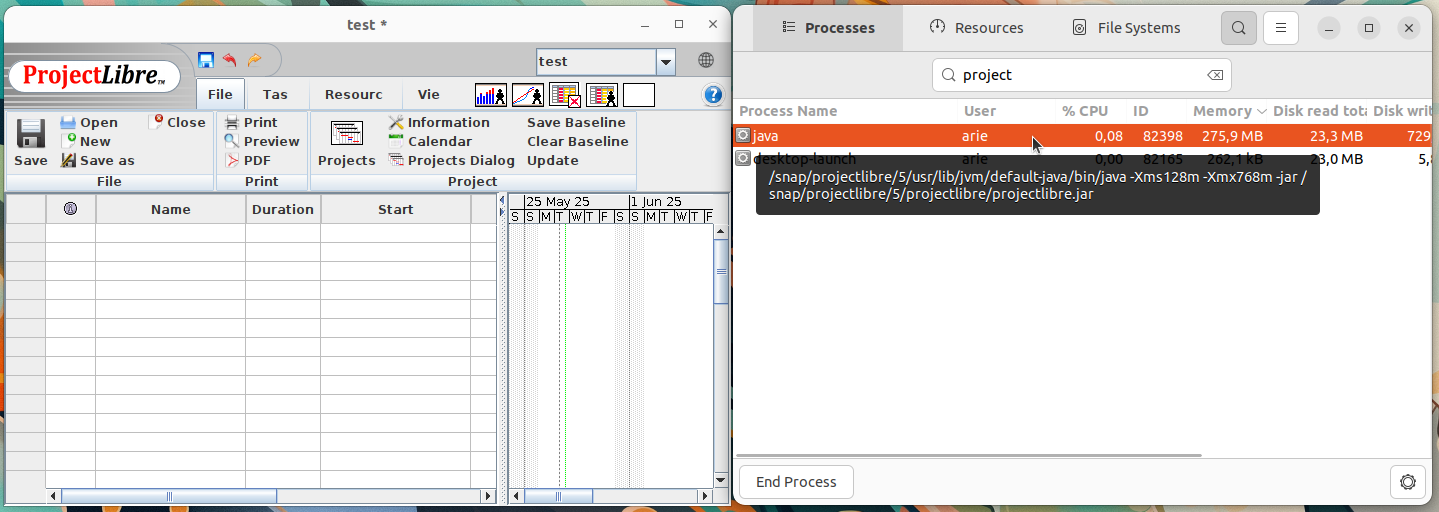 test *
ProjectLibre™
test
File Tas Resourc Vie
Save
Open
New
Save as
Close
File
Print
Preview
PDF
Print
Projects
Information
Calendar
Projects Dialog
Save Baseline
Clear Baseline
Update
Project
Name Duration Start
25 May 25 1 Jun 25
S S M T W T F S S M T W T F
Processes Resources File Systems
project
Process Name User % CPU ID Memory Disk read tota Disk writ
java arie 0,08 82398 275,9 MB 23,3 MB 729
desktop-launch arie 0,00 82165 262,1 kB 23,0 MB 5,8
/snap/projectlibre/5/usr/lib/jvm/default-java/bin/java -Xms128m -Xmx768m -jar /
snap/projectlibre/5/projectlibre/projectlibre.jar
End Process